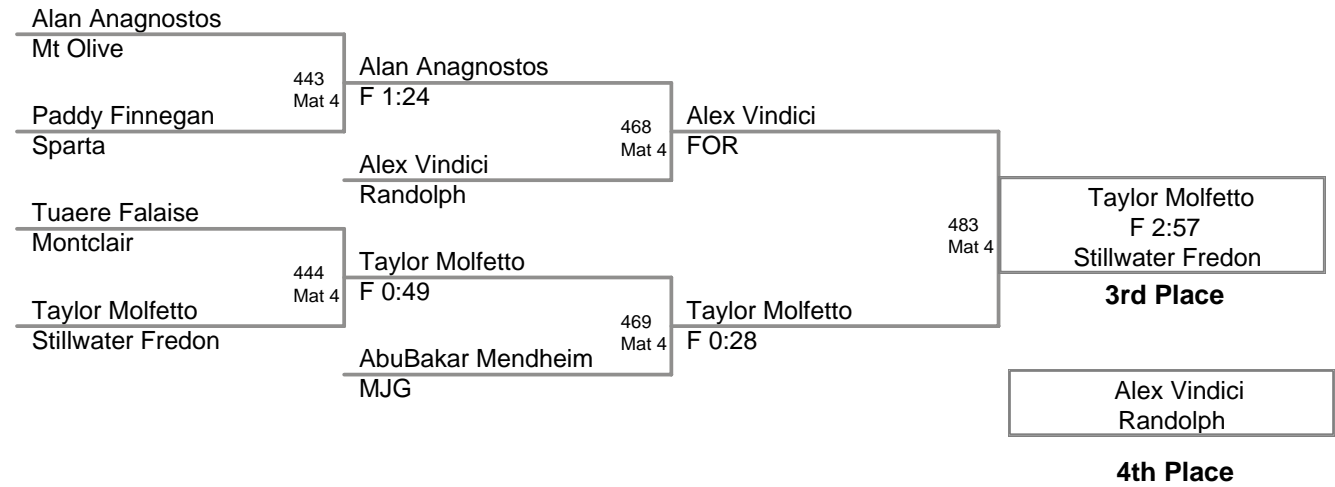 Alan Anagnostos
Mt Olive
443
Mat 4
Alan Anagnostos
F 1:24
Paddy Finnegan
Sparta
468
Mat 4
Alex Vindici
FOR
Alex Vindici
Randolph
Tuaere Falaise
Montclair
483
Mat 4
Taylor Molfetto
F 2:57
Stillwater Fredon
3rd Place
444
Mat 4
Taylor Molfetto
F 0:49
Taylor Molfetto
Stillwater Fredon
469
Mat 4
Taylor Molfetto
F 0:28
AbuBakar Mendheim
MJG
Alex Vindici
Randolph
4th Place